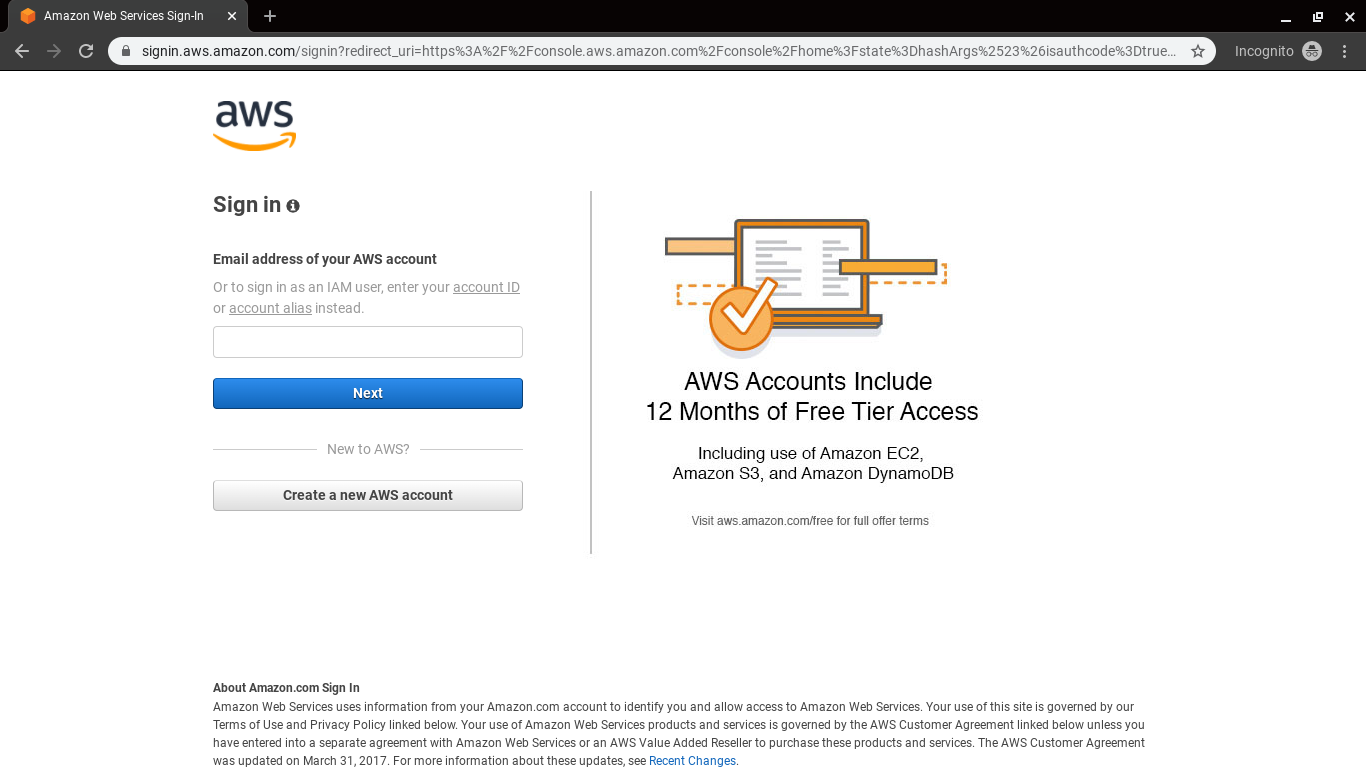 Amazon Web Services Sign-In
signin.aws.amazon.com/signin?redirect_uri=https%3A%2F%2Fconsole.aws.amazon.com%2Fconsole%2Fhome%3Fstate%3DhashArgs%2523%26isauthcode%3Dtrue...
Incognito
aws
Sign in
Email address of your AWS account
Or to sign in as an IAM user, enter your account ID
or account alias instead.
Next
New to AWS?
Create a new AWS account
AWS Accounts Include
12 Months of Free Tier Access
Including use of Amazon EC2,
Amazon S3, and Amazon DynamoDB
Visit aws.amazon.com/free for full offer terms
About Amazon.com Sign In
Amazon Web Services uses information from your Amazon.com account to identify you and allow access to Amazon Web Services. Your use of this site is governed by our
Terms of Use and Privacy Policy linked below. Your use of Amazon Web Services products and services is governed by the AWS Customer Agreement linked below unless you
have entered into a separate agreement with Amazon Web Services or an AWS Value Added Reseller to purchase these products and services. The AWS Customer Agreement
was updated on March 31, 2017. For more information about these updates, see Recent Changes.